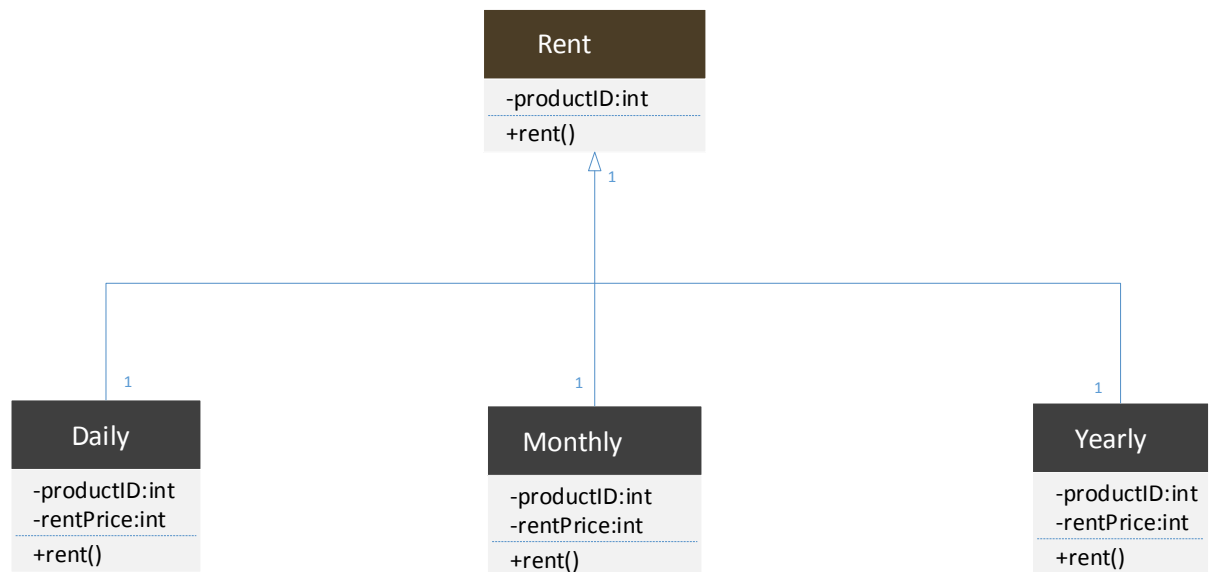 Rent
-productID:int
+rent()
1
1
1
1
Daily
-productID:int
-rentPrice:int
+rent()
Monthly
-productID:int
-rentPrice:int
+rent()
Yearly
-productID:int
-rentPrice:int
+rent()